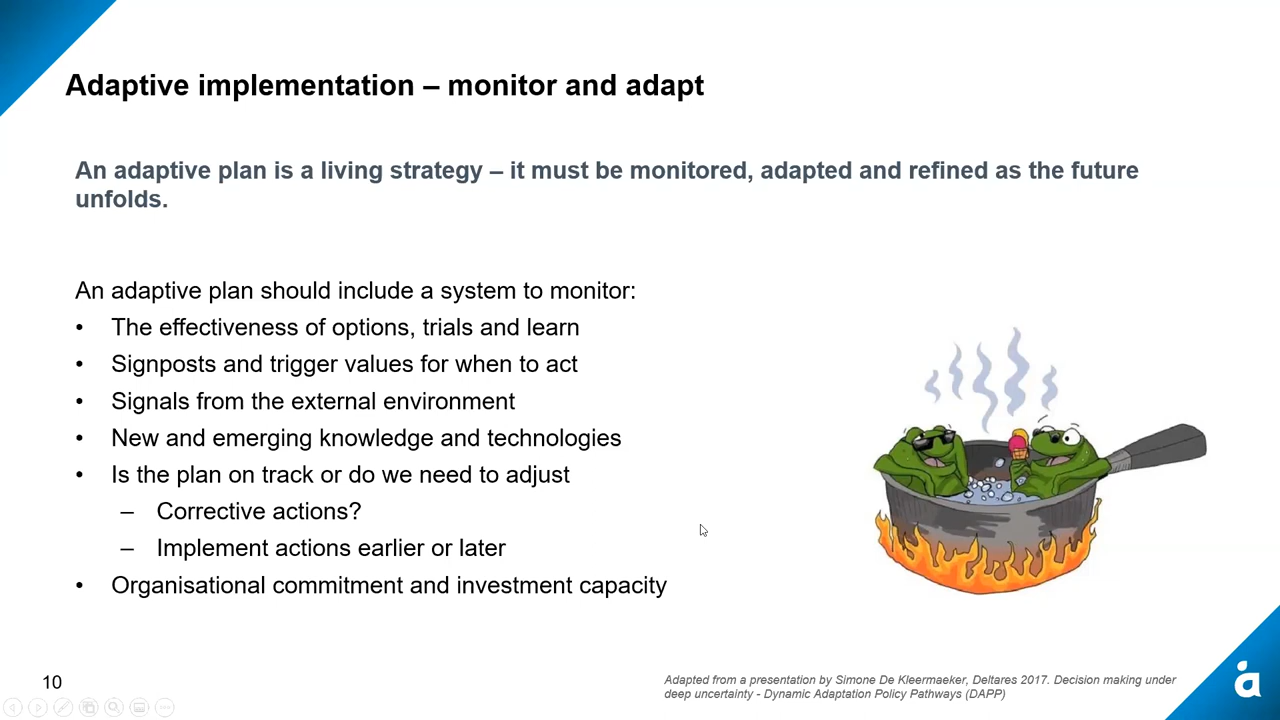 Adaptive implementation – monitor and adapt
An adaptive plan is a living strategy – it must be monitored, adapted and refined as the future
unfolds.
An adaptive plan should include a system to monitor:
• The effectiveness of options, trials and learn
• Signposts and trigger values for when to act
• Signals from the external environment
• New and emerging knowledge and technologies
• Is the plan on track or do we need to adjust
– Corrective actions?
– Implement actions earlier or later
• Organisational commitment and investment capacity
10
Adapted from a presentation by Simone De Kleermaeker, Deltares 2017. Decision making under
deep uncertainty - Dynamic Adaptation Policy Pathways (DAPP)
a